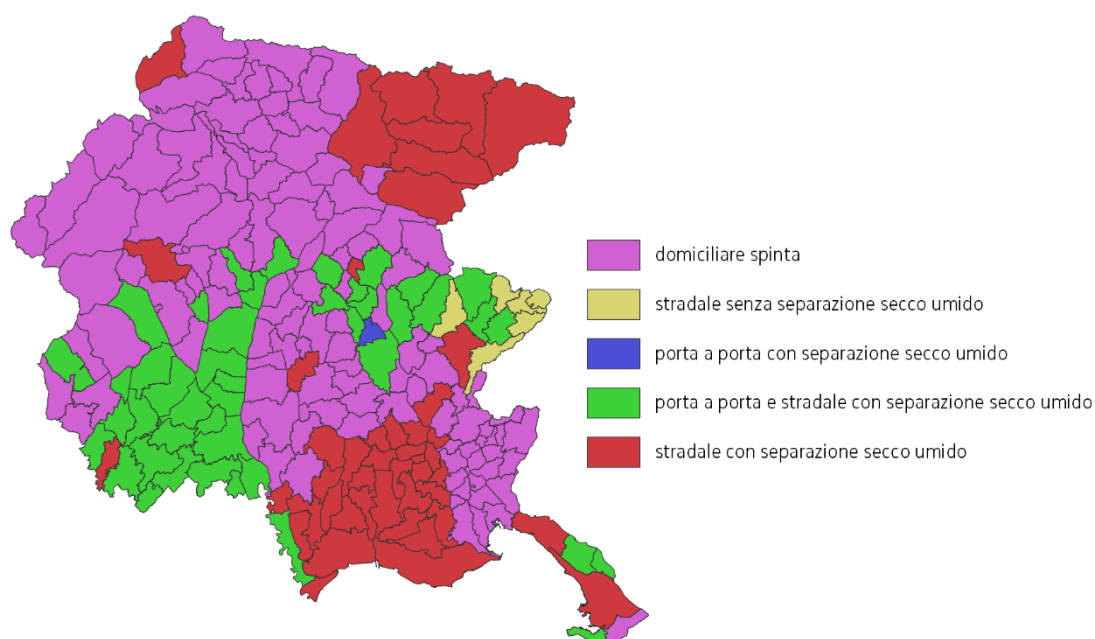 domiciliare spinta
stradale senza separazione secco umido
porta a porta con separazione secco umido
porta a porta e stradale con separazione secco umido
stradale con separazione secco umido